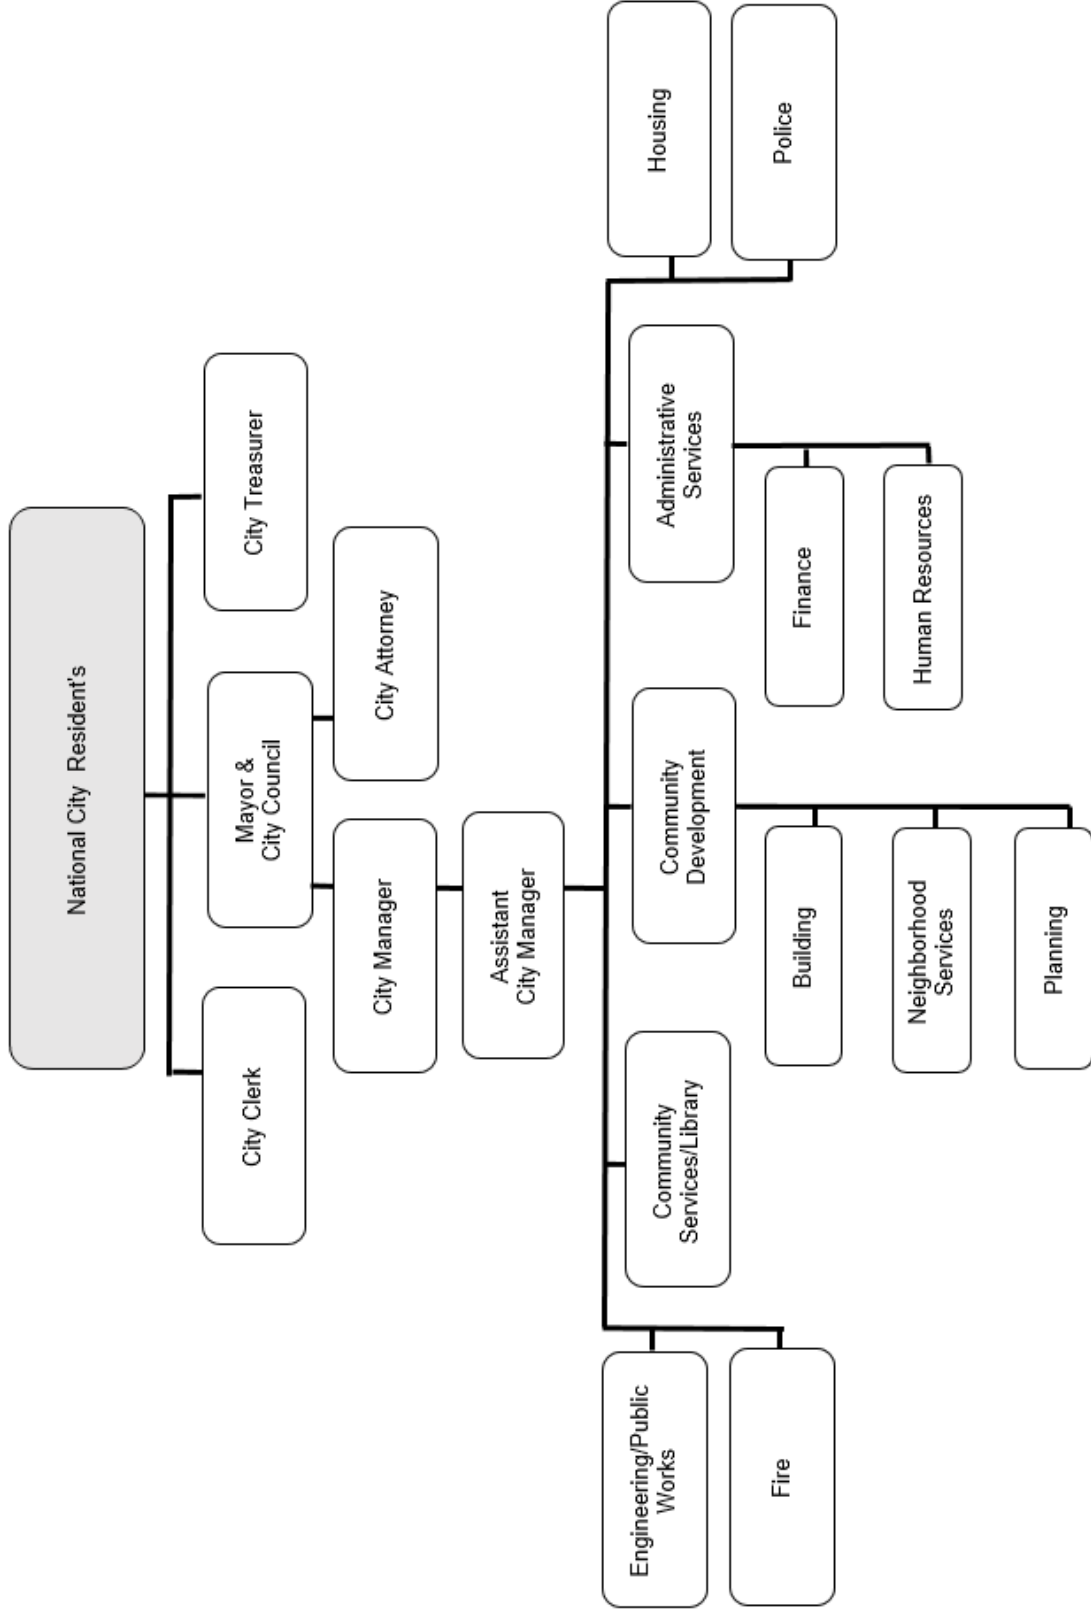 National City  Resident's
City Clerk
Mayor &
City Council
City Treasurer
City Manager
City Attorney
Assistant
City Manager
Engineering/Public
Works
Fire
Community
Services/Library
Community
Development
Building
Neighborhood
Services
Planning
Administrative
Services
Finance
Human Resources
Housing
Police